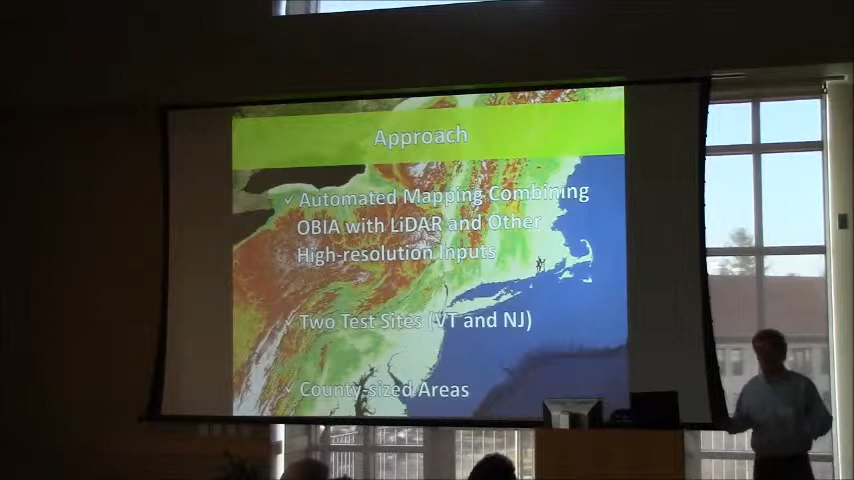 Approach
✓ Automated Mapping Combining
OBIA with LiDAR and Other
High-resolution Inputs
✓ Two Test Sites (VT and NJ)
✓ County-sized Areas